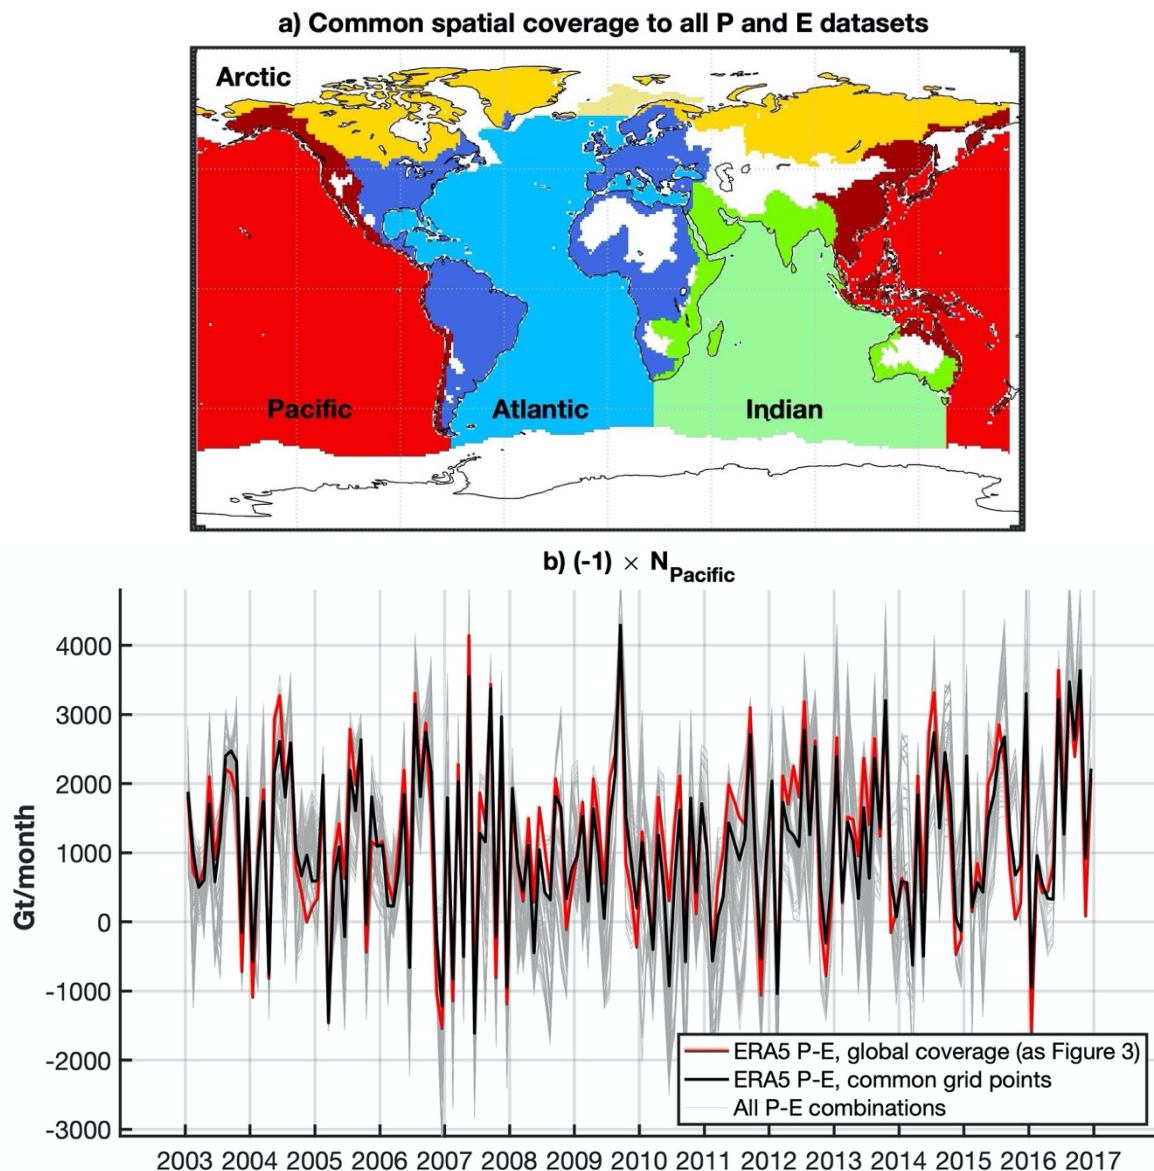 a) Common spatial coverage to all P and E datasets
Arctic
Pacific
Atlantic
Indian
b) (-1) × N_Pacific
Gt/month
4000
3000
2000
1000
0
-1000
-2000
-3000
ERA5 P-E, global coverage (as Figure 3)
ERA5 P-E, common grid points
All P-E combinations
2003 2004 2005 2006 2007 2008 2009 2010 2011 2012 2013 2014 2015 2016 2017